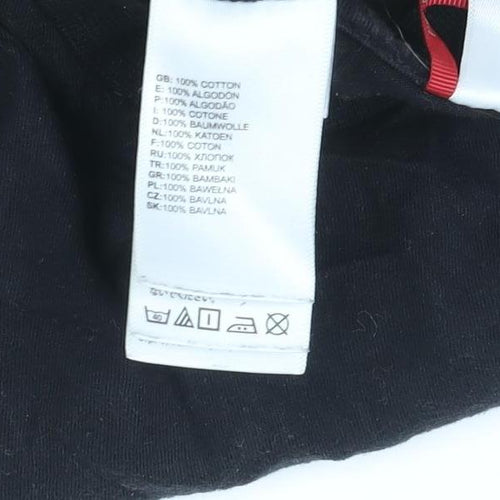 GB: 100% COTTON
E: 100% ALGODÓN
P: 100% ALGODÃO
I: 100% COTONE
D: 100% BAUMWOLLE
NL: 100% KATOEN
F: 100% COTON
RU: 100% ХЛОПОК
TR: 100% PAMUK
GR: 100% BAMBAKI
PL: 100% BAWEŁNA
CZ: 100% BAVLNA
SK: 100% BAVLNA
40